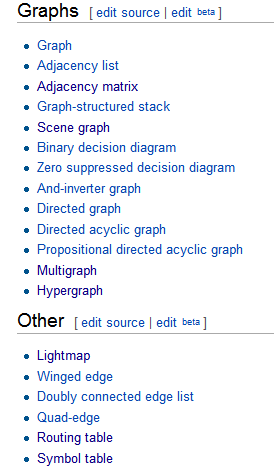 Graphs [ edit source | edit beta ]
Graph
Adjacency list
Adjacency matrix
Graph-structured stack
Scene graph
Binary decision diagram
Zero suppressed decision diagram
And-inverter graph
Directed graph
Directed acyclic graph
Propositional directed acyclic graph
Multigraph
Hypergraph
Other [ edit source | edit beta ]
Lightmap
Winged edge
Doubly connected edge list
Quad-edge
Routing table
Symbol table